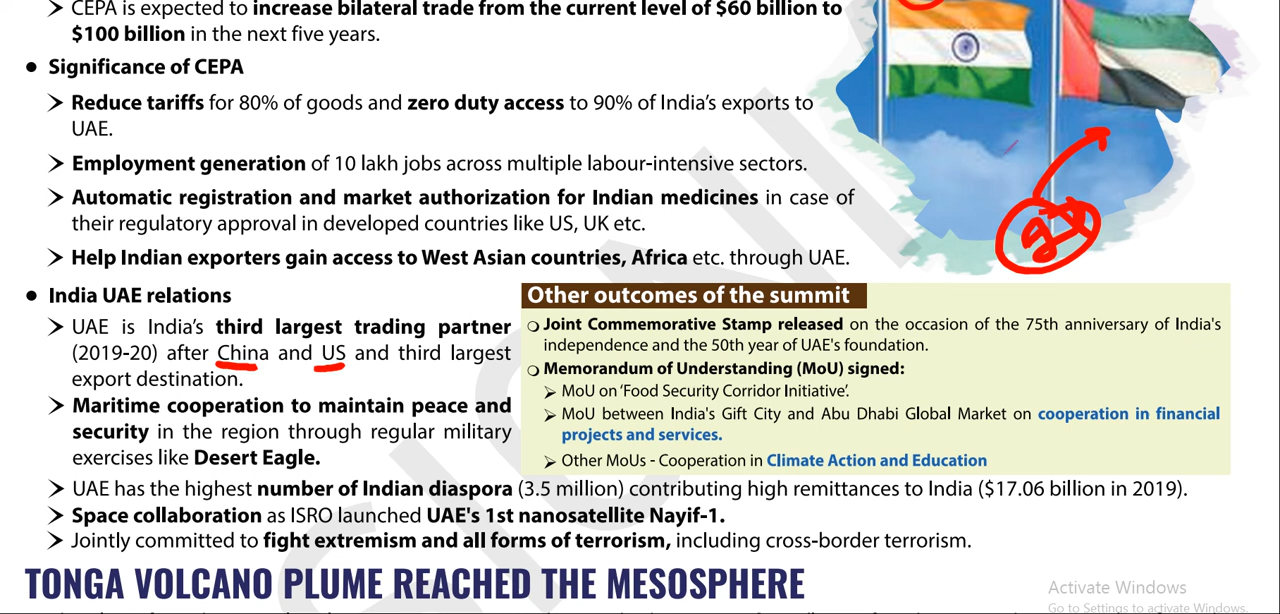 ➢ CEPA is expected to increase bilateral trade from the current level of $60 billion to
$100 billion in the next five years.
● Significance of CEPA
➢ Reduce tariffs for 80% of goods and zero duty access to 90% of India's exports to
UAE.
➢ Employment generation of 10 lakh jobs across multiple labour-intensive sectors.
➢ Automatic registration and market authorization for Indian medicines in case of
their regulatory approval in developed countries like US, UK etc.
➢ Help Indian exporters gain access to West Asian countries, Africa etc. through UAE.
● India UAE relations
➢ UAE is India's third largest trading partner
(2019-20) after China and US and third largest
export destination.
➢ Maritime cooperation to maintain peace and
security in the region through regular military
exercises like Desert Eagle.
Other outcomes of the summit
❍ Joint Commemorative Stamp released on the occasion of the 75th anniversary of India's
independence and the 50th year of UAE's foundation.
❍ Memorandum of Understanding (MoU) signed:
➢ MoU on 'Food Security Corridor Initiative'.
➢ MoU between India's Gift City and Abu Dhabi Global Market on cooperation in financial
projects and services.
➢ Other MoUs - Cooperation in Climate Action and Education
➢ UAE has the highest number of Indian diaspora (3.5 million) contributing high remittances to India ($17.06 billion in 2019).
➢ Space collaboration as ISRO launched UAE's 1st nanosatellite Nayif-1.
➢ Jointly committed to fight extremism and all forms of terrorism, including cross-border terrorism.
TONGA VOLCANO PLUME REACHED THE MESOSPHERE
Activate Windows
Go to Settings to activate Windows.